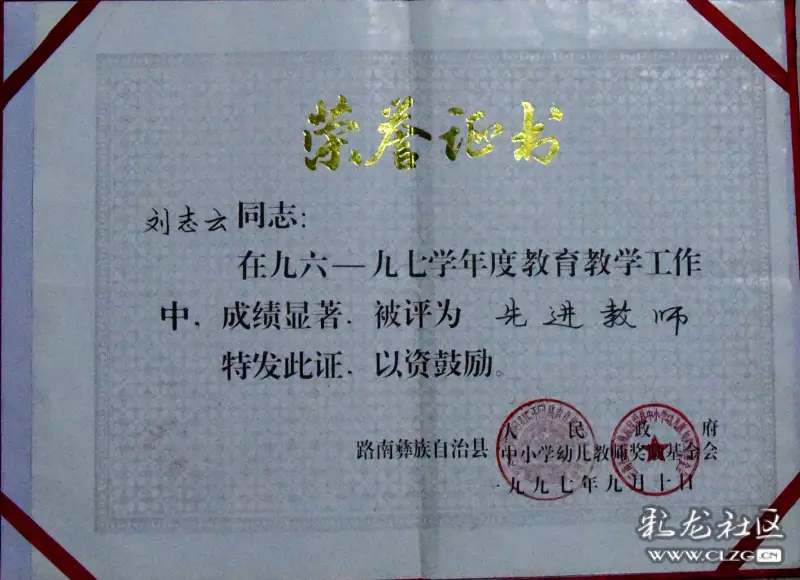 荣誉证书
刘志云同志:
在九六—九七学年度教育教学工作
中，成绩显著，被评为 先进教师
特发此证，以资鼓励。
人民政府
路南彝族自治县
中小学幼儿教师奖励基金会
一九九七年九月十日
彩龙社区
WWW.CLZG.CN